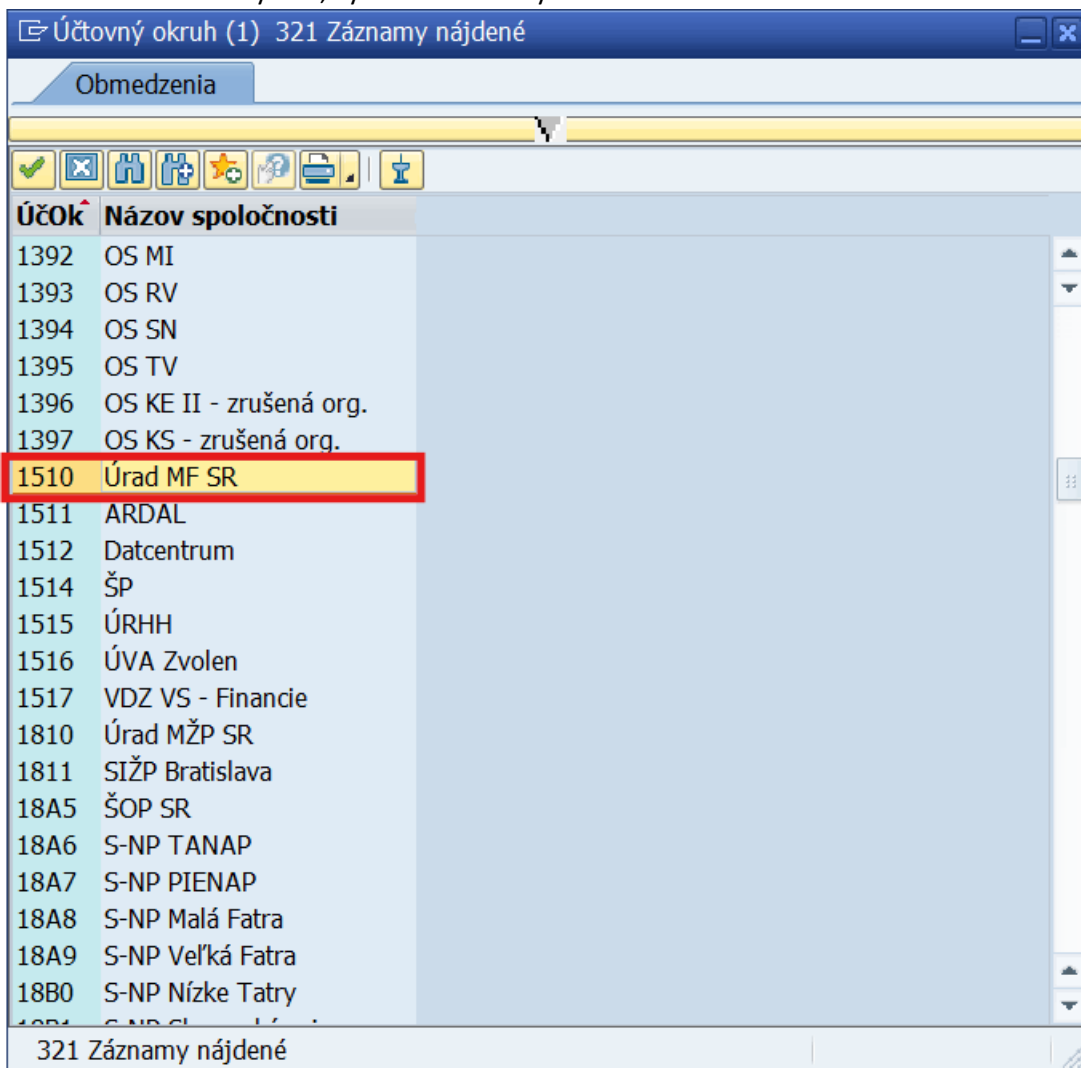 Účtovný okruh (1) 321 Záznamy nájdené
Obmedzenia
ÚčOk Názov spoločnosti
1392 OS MI
1393 OS RV
1394 OS SN
1395 OS TV
1396 OS KE II - zrušená org.
1397 OS KS - zrušená org.
1510 Úrad MF SR
1511 ARDAL
1512 Datcentrum
1514 ŠP
1515 ÚRHH
1516 ÚVA Zvolen
1517 VDZ VS - Financie
1810 Úrad MŽP SR
1811 SIŽP Bratislava
18A5 ŠOP SR
18A6 S-NP TANAP
18A7 S-NP PIENAP
18A8 S-NP Malá Fatra
18A9 S-NP Veľká Fatra
18B0 S-NP Nízke Tatry
321 Záznamy nájdené